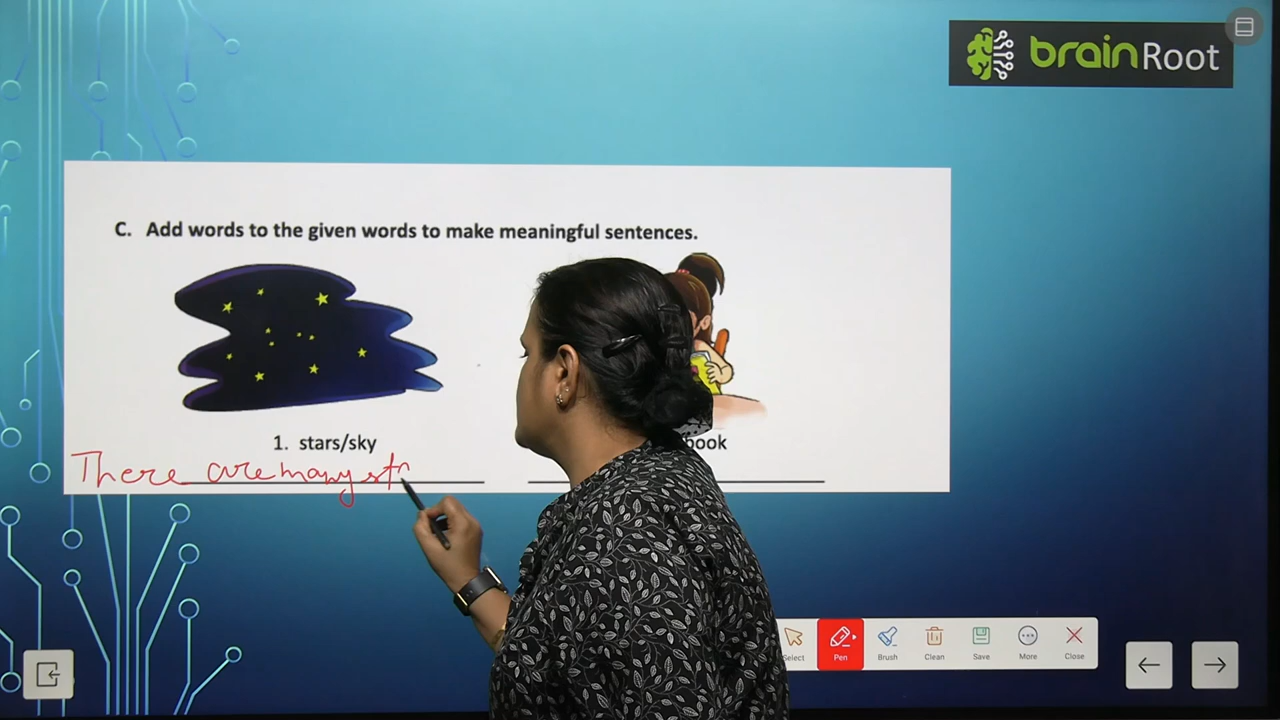 brainRoot
C. Add words to the given words to make meaningful sentences.
1. stars/sky
book
There are many st
Select Pen Brush Clean Save More Close